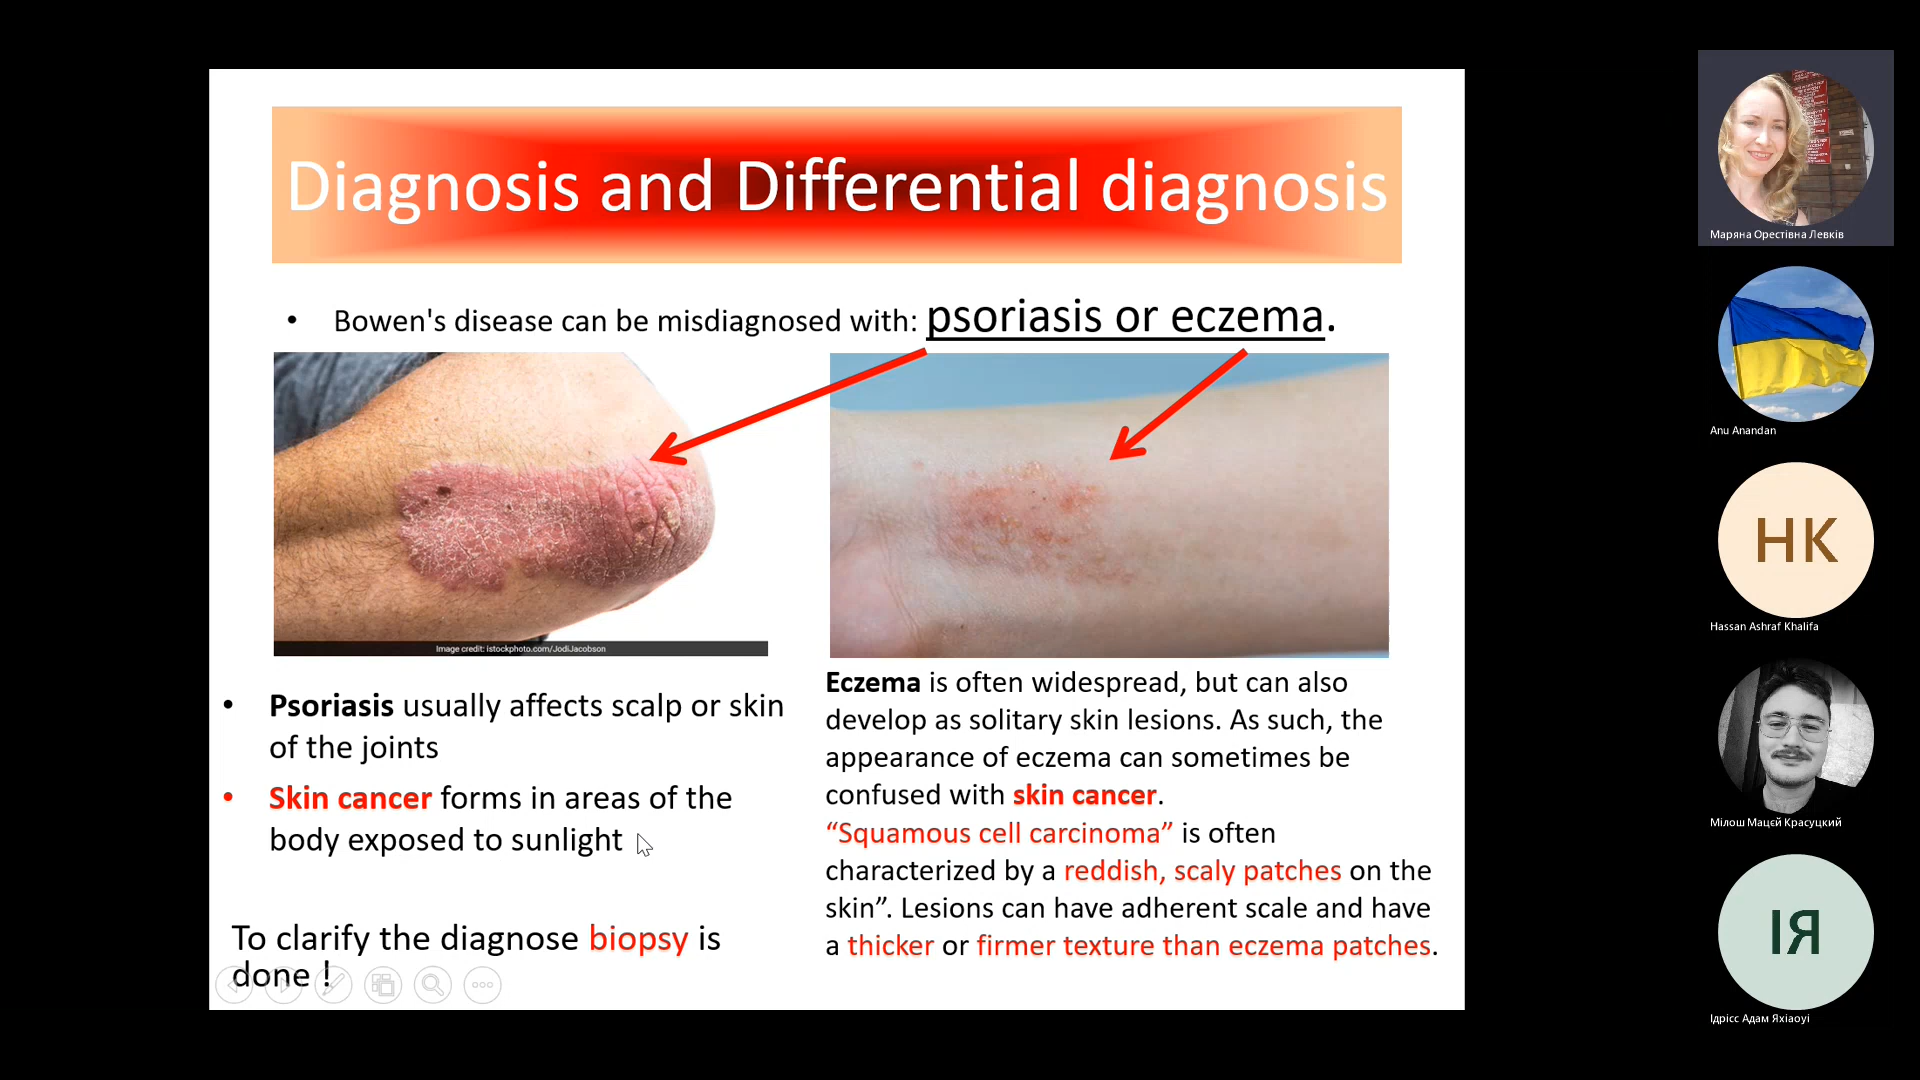 Diagnosis and Differential diagnosis
• Bowen's disease can be misdiagnosed with: psoriasis or eczema.
Image credit: istockphoto.com/JodiJacobson
• Psoriasis usually affects scalp or skin
of the joints
• Skin cancer forms in areas of the
body exposed to sunlight
To clarify the diagnose biopsy is
done !
Eczema is often widespread, but can also
develop as solitary skin lesions. As such, the
appearance of eczema can sometimes be
confused with skin cancer.
“Squamous cell carcinoma” is often
characterized by a reddish, scaly patches on the
skin”. Lesions can have adherent scale and have
a thicker or firmer texture than eczema patches.
Маряна Орестівна Левків
Anu Anandan
НК
Hassan Ashraf Khalifa
Мілош Мацєй Красуцкий
ІЯ
Ідрісс Адам Яхіаоуі